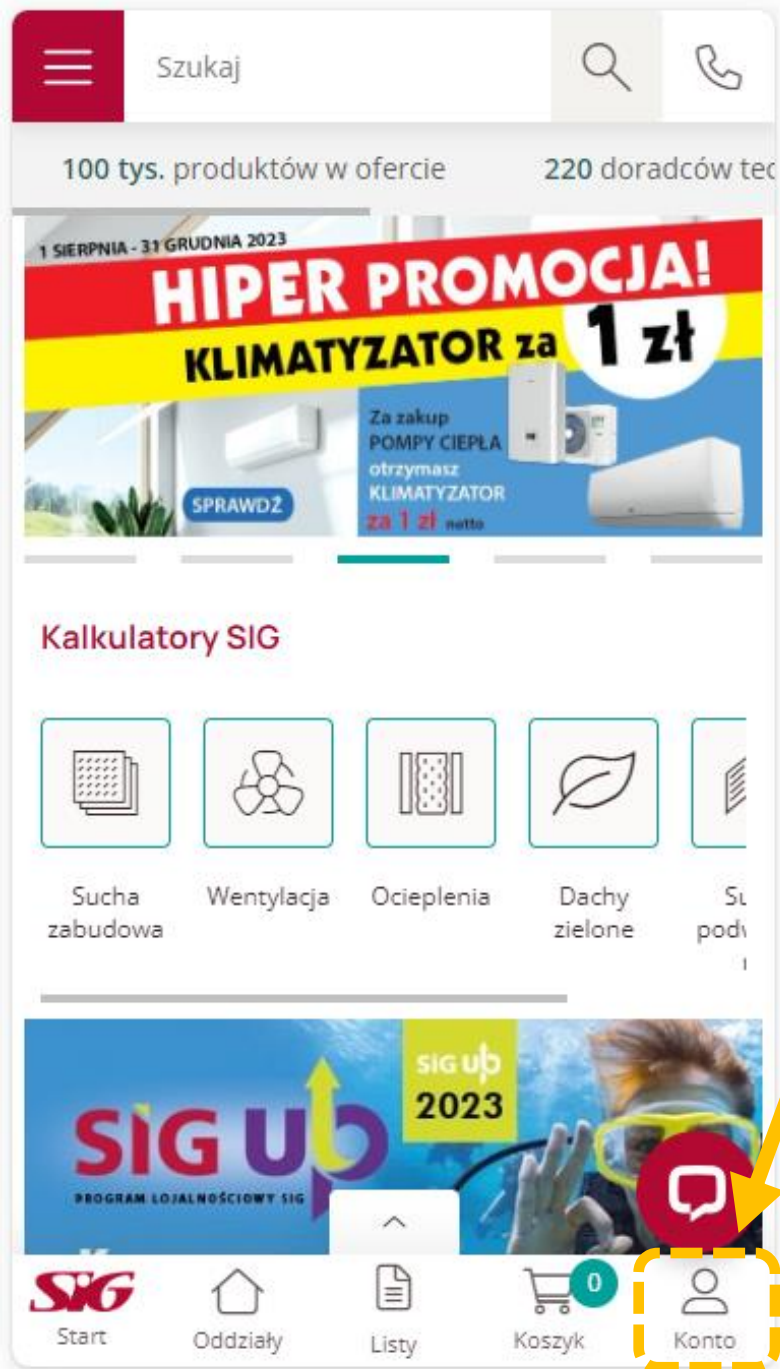 Szukaj
100 tys. produktów w ofercie
220 doradców tec
1 SIERPNIA - 31 GRUDNIA 2023
HIPER PROMOCJA!
KLIMATYZATOR za 1 zł
Za zakup
POMPY CIEPŁA
otrzymasz
KLIMATYZATOR
za 1 zł netto
SPRAWDŹ
Kalkulatory SIG
Sucha
zabudowa
Wentylacja
Ocieplenia
Dachy
zielone
SIG UP
2023
SIG UP
PROGRAM LOJALNOŚCIOWY SIG
SIG
0
Start
Oddziały
Listy
Koszyk
Konto